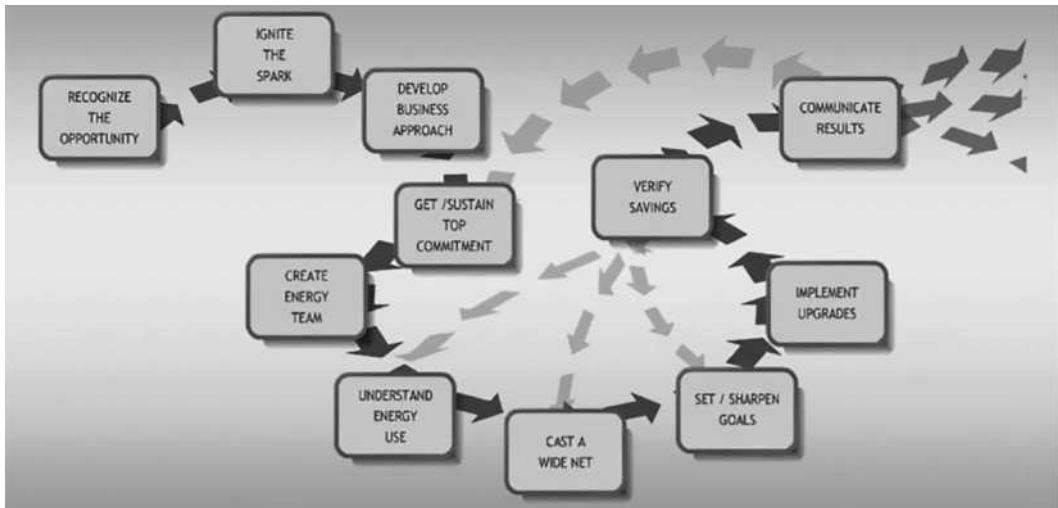 RECOGNIZE
THE
OPPORTUNITY
IGNITE
THE
SPARK
DEVELOP
BUSINESS
APPROACH
GET /SUSTAIN
TOP
COMMITMENT
CREATE
ENERGY
TEAM
UNDERSTAND
ENERGY
USE
CAST A
WIDE NET
SET / SHARPEN
GOALS
IMPLEMENT
UPGRADES
VERIFY
SAVINGS
COMMUNICATE
RESULTS